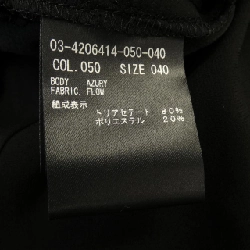 03-4206414-050-040
COL.050 SIZE 040
BODY AZURY
FABRIC. FLOW
組成表示
トリアセテート 80%
ポリエステル 20%